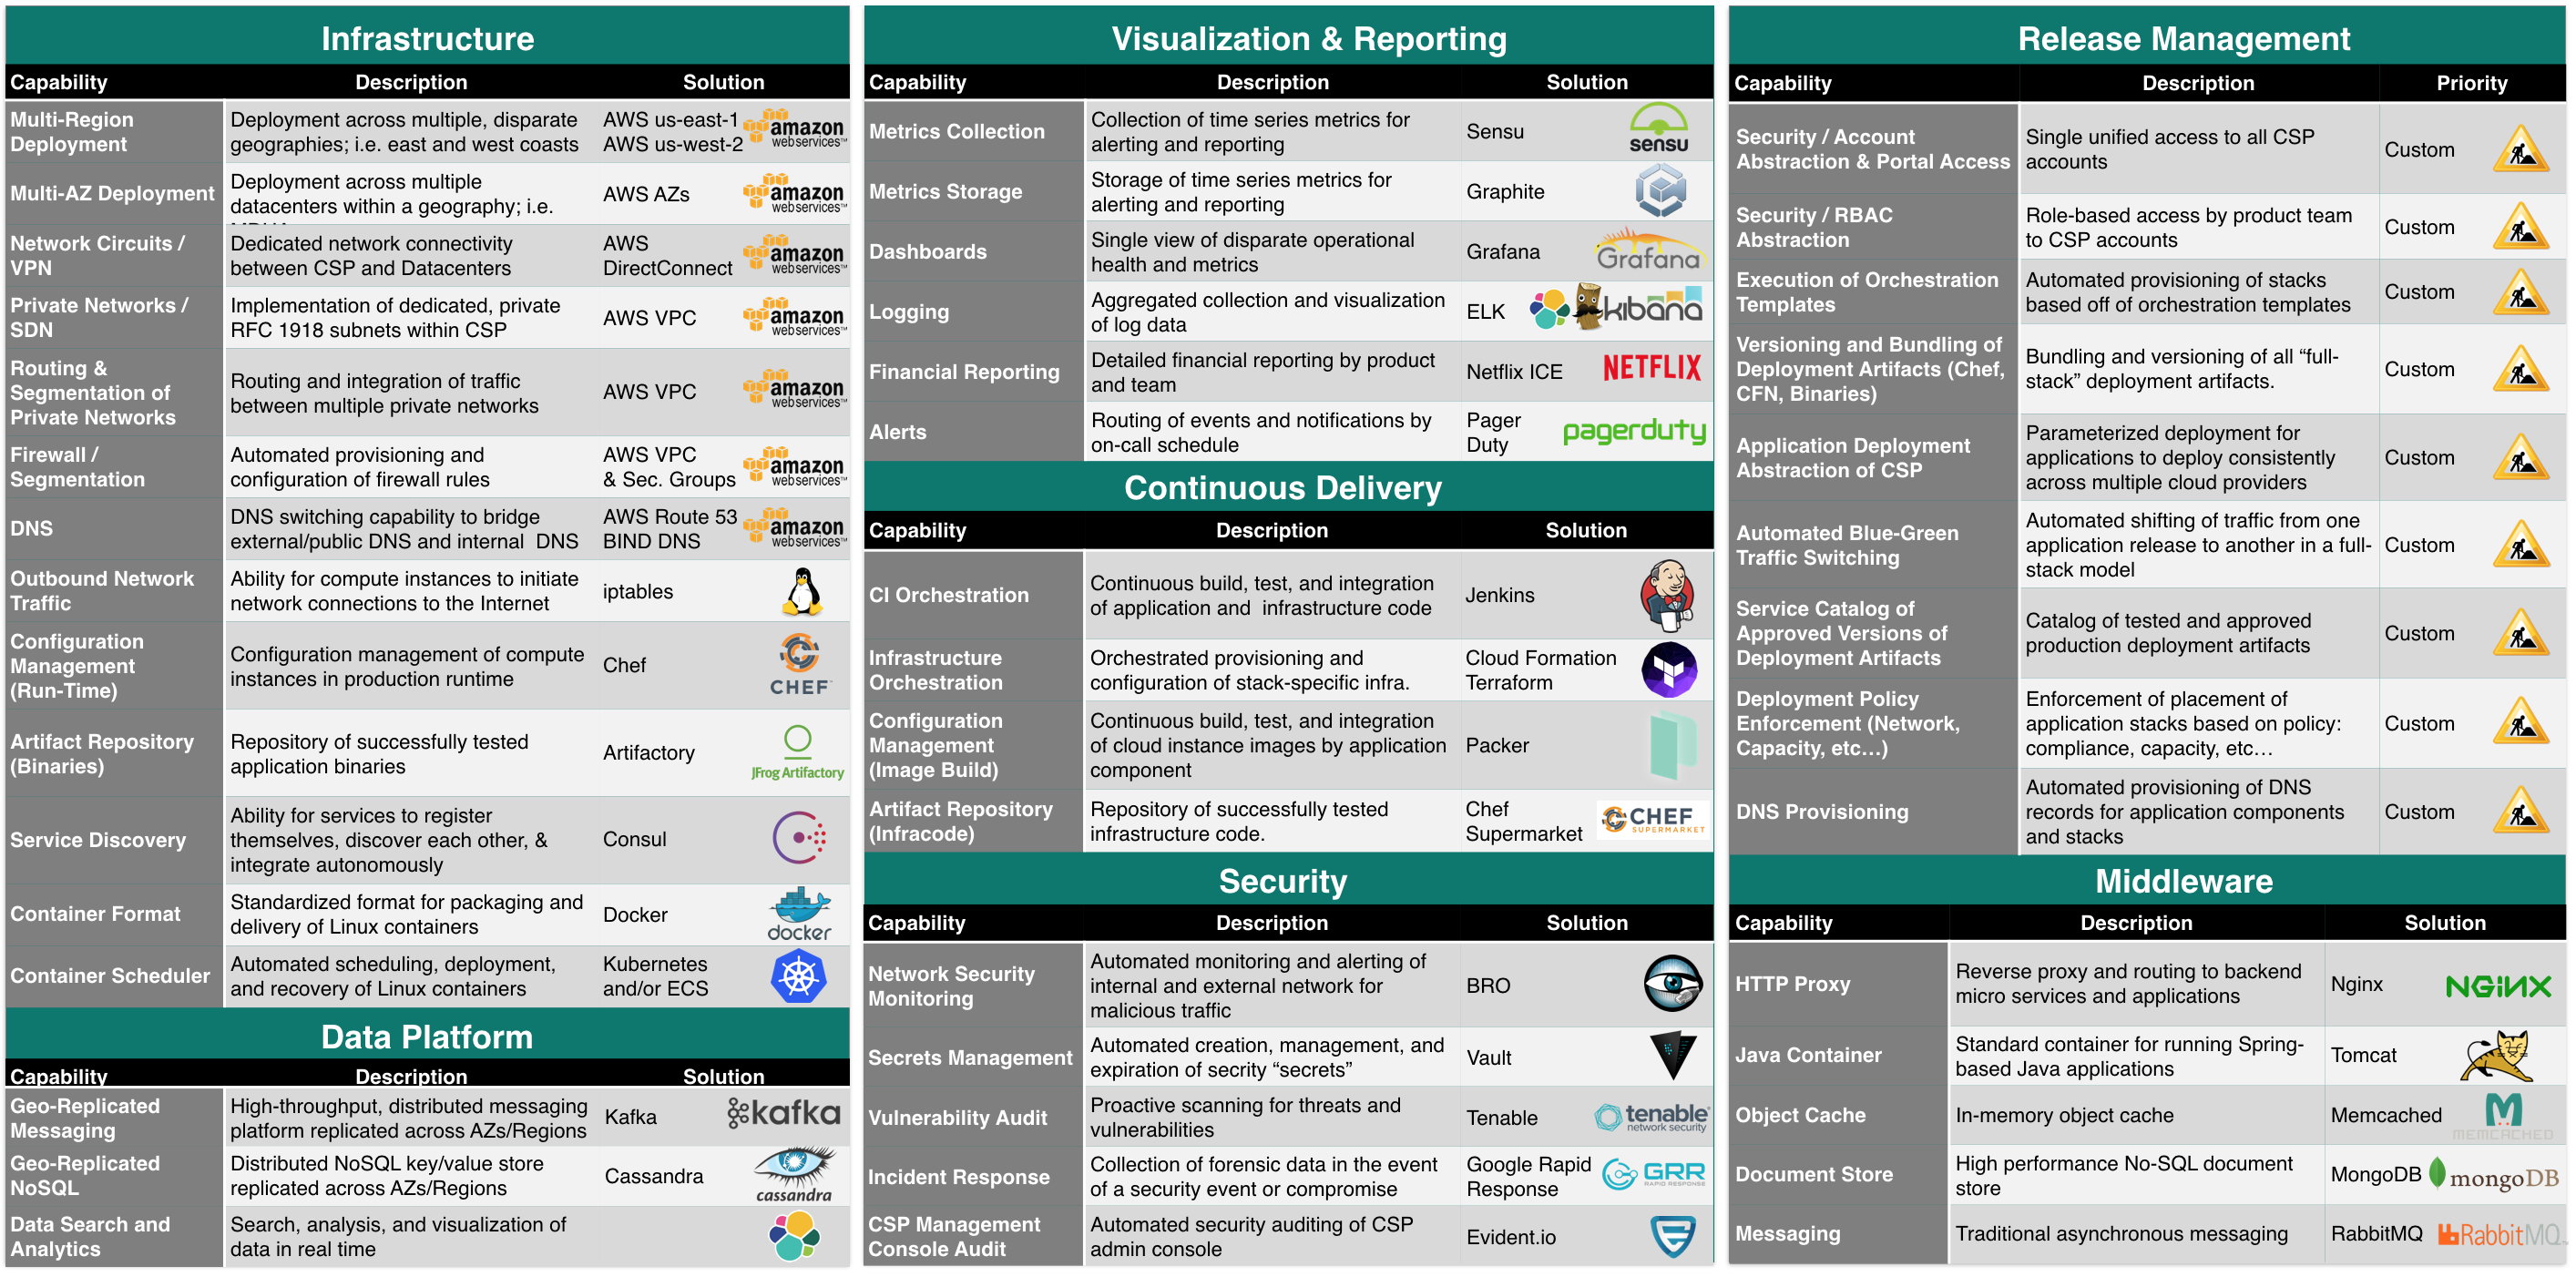 Infrastructure
Capability Description Solution
Multi-Region
Deployment
Deployment across multiple, disparate
geographies; i.e. east and west coasts
AWS us-east-1
AWS us-west-2
amazon
webservices™
Multi-AZ Deployment
Deployment across multiple
datacenters within a geography; i.e.
AWS AZs
amazon
webservices™
Network Circuits /
VPN
Dedicated network connectivity
between CSP and Datacenters
AWS
DirectConnect
amazon
webservices™
Private Networks /
SDN
Implementation of dedicated, private
RFC 1918 subnets within CSP
AWS VPC
amazon
webservices™
Routing &
Segmentation of
Private Networks
Routing and integration of traffic
between multiple private networks
AWS VPC
amazon
webservices™
Firewall /
Segmentation
Automated provisioning and
configuration of firewall rules
AWS VPC
& Sec. Groups
amazon
webservices™
DNS
DNS switching capability to bridge
external/public DNS and internal  DNS
AWS Route 53
BIND DNS
amazon
webservices™
Outbound Network
Traffic
Ability for compute instances to initiate
network connections to the Internet
iptables
Configuration
Management
(Run-Time)
Configuration management of compute
instances in production runtime
Chef
CHEF™
Artifact Repository
(Binaries)
Repository of successfully tested
application binaries
Artifactory
JFrog Artifactory
Service Discovery
Ability for services to register
themselves, discover each other, &
integrate autonomously
Consul
Container Format
Standardized format for packaging and
delivery of Linux containers
Docker
docker
Container Scheduler
Automated scheduling, deployment,
and recovery of Linux containers
Kubernetes
and/or ECS
Data Platform
Capability Description Solution
Geo-Replicated
Messaging
High-throughput, distributed messaging
platform replicated across AZs/Regions
Kafka
kafka
Geo-Replicated
NoSQL
Distributed NoSQL key/value store
replicated across AZs/Regions
Cassandra
cassandra
Data Search and
Analytics
Search, analysis, and visualization of
data in real time
Visualization & Reporting
Capability Description Solution
Metrics Collection
Collection of time series metrics for
alerting and reporting
Sensu
sensu
Metrics Storage
Storage of time series metrics for
alerting and reporting
Graphite
Dashboards
Single view of disparate operational
health and metrics
Grafana
Grafana
Logging
Aggregated collection and visualization
of log data
ELK
kibana
Financial Reporting
Detailed financial reporting by product
and team
Netflix ICE
NETFLIX
Alerts
Routing of events and notifications by
on-call schedule
Pager
Duty
pagerduty
Continuous Delivery
Capability Description Solution
CI Orchestration
Continuous build, test, and integration
of application and  infrastructure code
Jenkins
Infrastructure
Orchestration
Orchestrated provisioning and
configuration of stack-specific infra.
Cloud Formation
Terraform
Configuration
Management
(Image Build)
Continuous build, test, and integration
of cloud instance images by application
component
Packer
Artifact Repository
(Infracode)
Repository of successfully tested
infrastructure code.
Chef
Supermarket
CHEF
SUPERMARKET
Security
Capability Description Solution
Network Security
Monitoring
Automated monitoring and alerting of
internal and external network for
malicious traffic
BRO
Secrets Management
Automated creation, management, and
expiration of secrity “secrets”
Vault
Vulnerability Audit
Proactive scanning for threats and
vulnerabilities
Tenable
tenable
network security
Incident Response
Collection of forensic data in the event
of a security event or compromise
Google Rapid
Response
GRR
RAPID RESPONSE
CSP Management
Console Audit
Automated security auditing of CSP
admin console
Evident.io
Release Management
Capability Description Priority
Security / Account
Abstraction & Portal Access
Single unified access to all CSP
accounts
Custom
Security / RBAC
Abstraction
Role-based access by product team
to CSP accounts
Custom
Execution of Orchestration
Templates
Automated provisioning of stacks
based off of orchestration templates
Custom
Versioning and Bundling of
Deployment Artifacts (Chef,
CFN, Binaries)
Bundling and versioning of all “full-
stack” deployment artifacts.
Custom
Application Deployment
Abstraction of CSP
Parameterized deployment for
applications to deploy consistently
across multiple cloud providers
Custom
Automated Blue-Green
Traffic Switching
Automated shifting of traffic from one
application release to another in a full-
stack model
Custom
Service Catalog of
Approved Versions of
Deployment Artifacts
Catalog of tested and approved
production deployment artifacts
Custom
Deployment Policy
Enforcement (Network,
Capacity, etc…)
Enforcement of placement of
application stacks based on policy:
compliance, capacity, etc…
Custom
DNS Provisioning
Automated provisioning of DNS
records for application components
and stacks
Custom
Middleware
Capability Description Solution
HTTP Proxy
Reverse proxy and routing to backend
micro services and applications
Nginx
NGINX
Java Container
Standard container for running Spring-
based Java applications
Tomcat
Object Cache
In-memory object cache
Memcached
MEMCACHED
Document Store
High performance No-SQL document
store
MongoDB
mongoDB
Messaging
Traditional asynchronous messaging
RabbitMQ
RabbitMQ